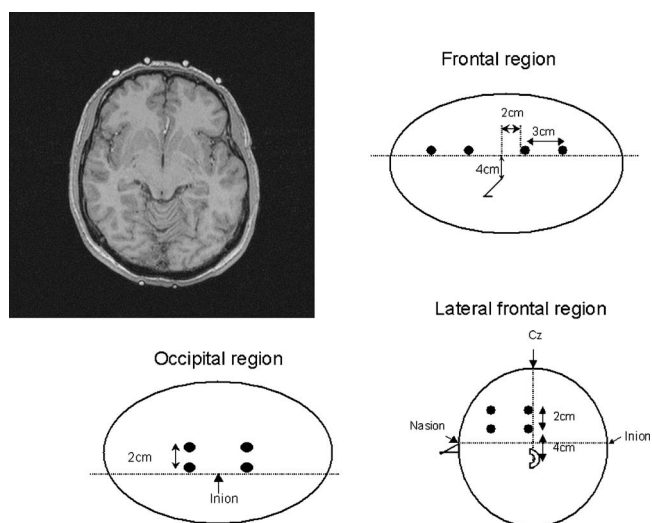 Frontal region
2cm
3cm
4cm
Lateral frontal region
Cz
Occipital region
2cm
Nasion
Inion
4cm
2cm
Inion